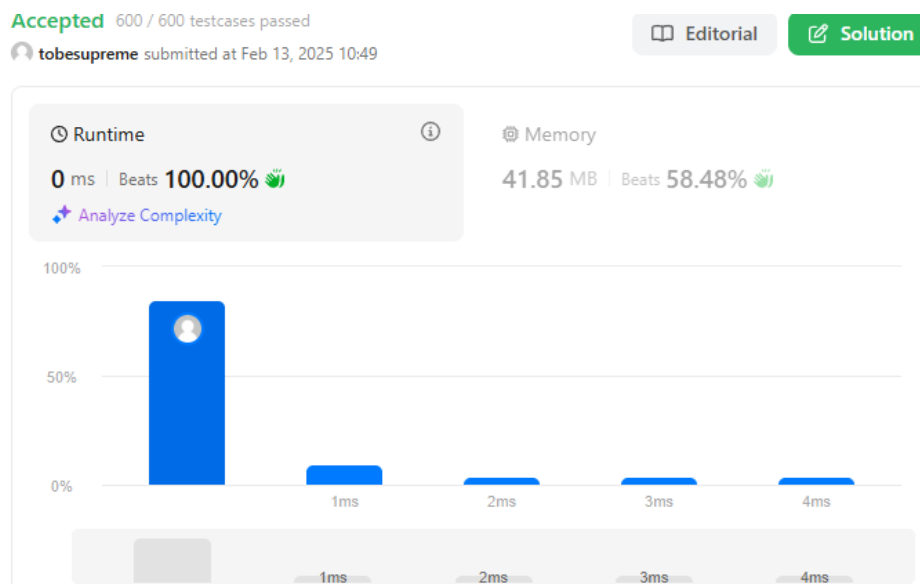 Accepted 600 / 600 testcases passed
Editorial
Solution
tobesupreme submitted at Feb 13, 2025 10:49
Runtime
Memory
0 ms | Beats 100.00%
41.85 MB | Beats 58.48%
Analyze Complexity
100%
50%
0%
1ms 2ms 3ms 4ms
1ms 2ms 3ms 4ms